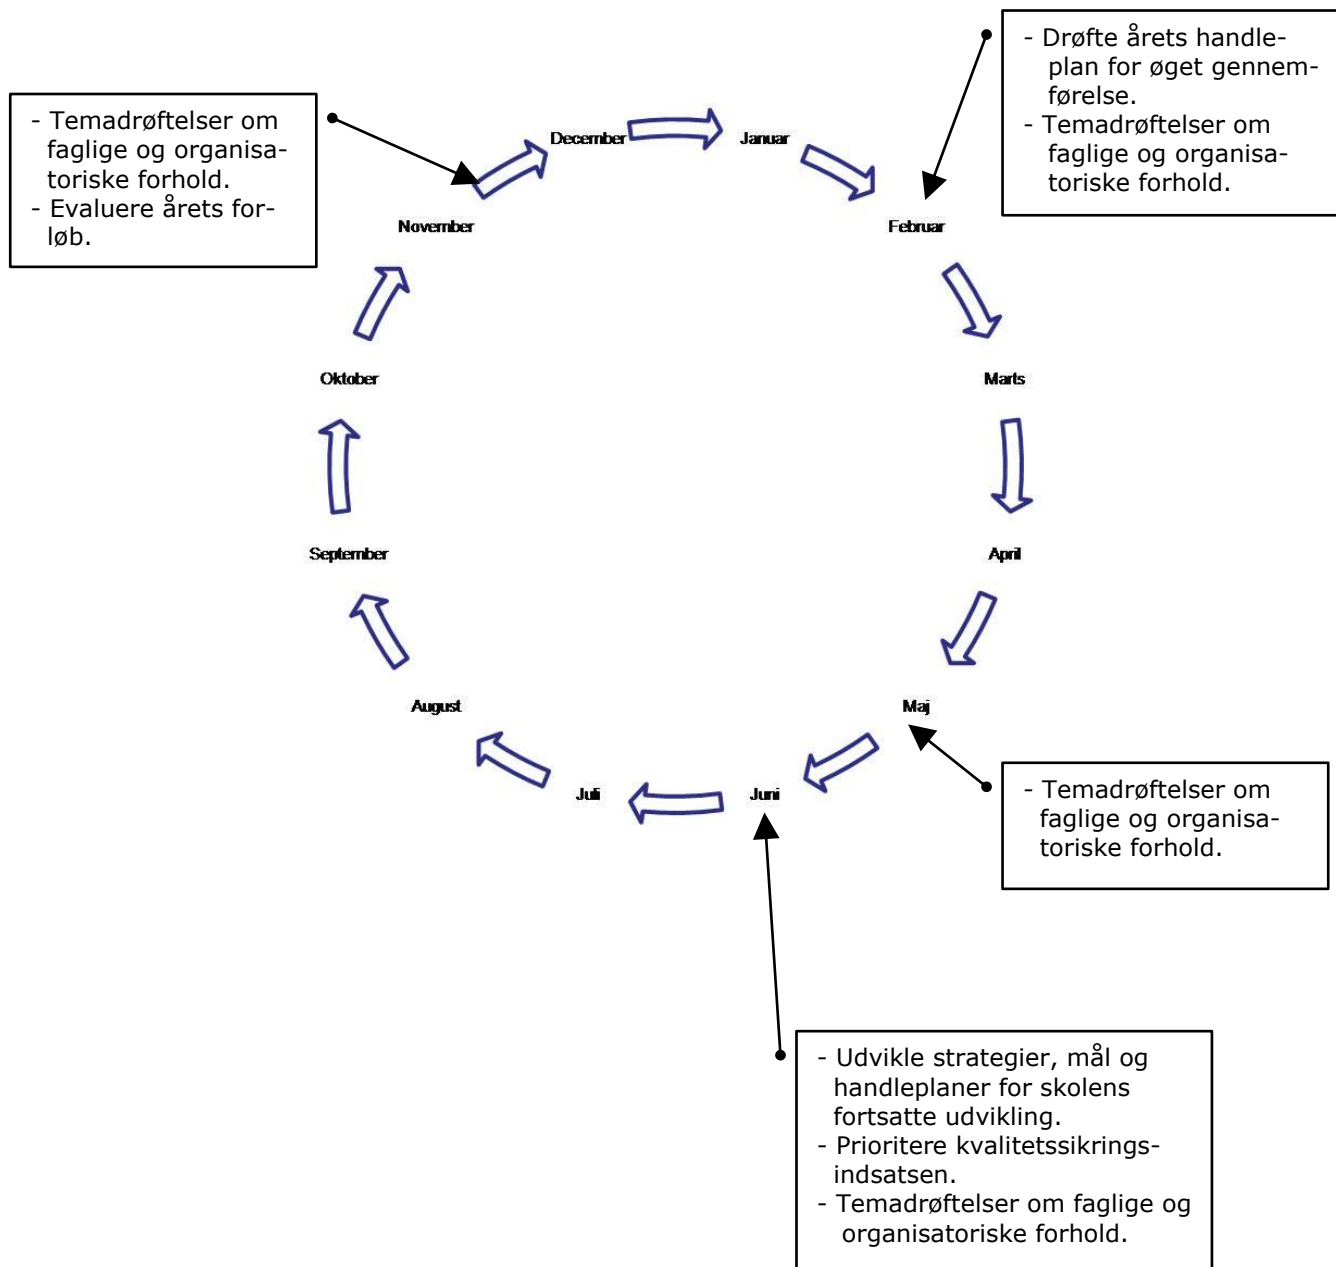 - Drøfte årets handle-
plan for øget gennem-
førelse.
- Temadrøftelser om
faglige og organisa-
toriske forhold.
- Temadrøftelser om
faglige og organisa-
toriske forhold.
- Evaluere årets for-
løb.
December
Januar
November
Februar
Oktober
Marts
September
April
August
Maj
Juli
Juni
- Temadrøftelser om
faglige og organisa-
toriske forhold.
- Udvikle strategier, mål og
handleplaner for skolens
fortsatte udvikling.
- Prioritere kvalitetssikrings-
indsatsen.
- Temadrøftelser om faglige og
organisatoriske forhold.